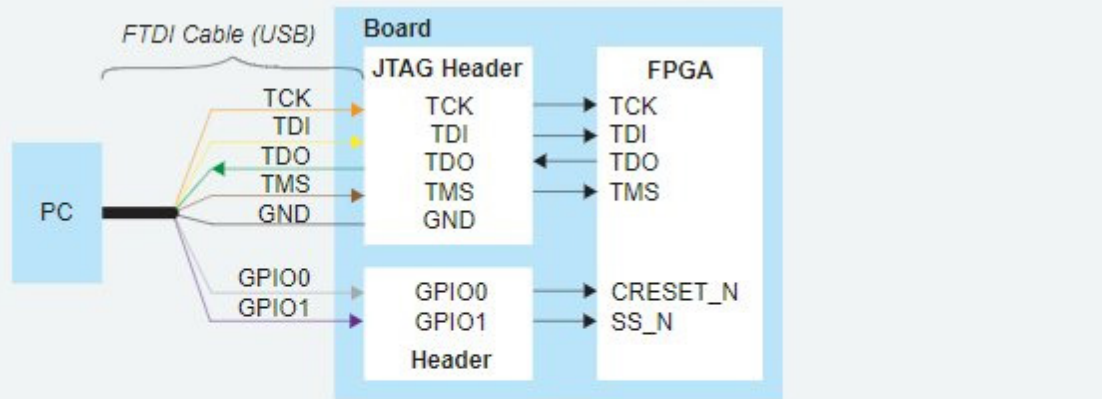 FTDI Cable (USB)
Board
JTAG Header
FPGA
TCK
TCK
TCK
TDI
TDI
TDI
TDO
TDO
TDO
TMS
TMS
TMS
PC
GND
GND
GPIO0
GPIO0
CRESET_N
GPIO1
GPIO1
SS_N
Header